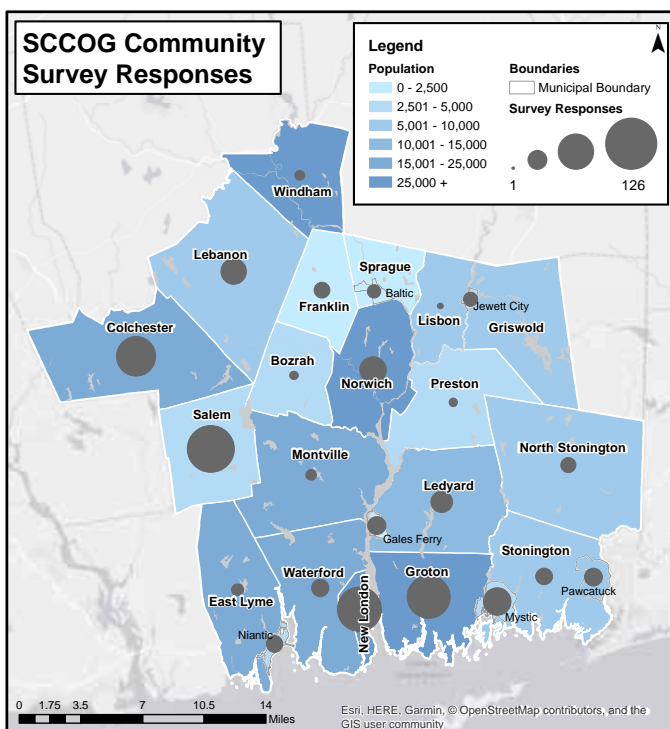 SCCOG Community
Survey Responses
N
Legend
Population
0 - 2,500
2,501 - 5,000
5,001 - 10,000
10,001 - 15,000
15,001 - 25,000
25,000 +
Boundaries
Municipal Boundary
Survey Responses
1
126
Windham
Lebanon
Sprague
Baltic
Franklin
Lisbon
Jewett City
Griswold
Colchester
Bozrah
Norwich
Preston
Salem
Montville
North Stonington
Ledyard
Gales Ferry
Stonington
Waterford
Groton
East Lyme
New London
Pawcatuck
Mystic
Niantic
0 1.75 3.5 7 10.5 14
Miles
Esri, HERE, Garmin, © OpenStreetMap contributors, and the
GIS user community